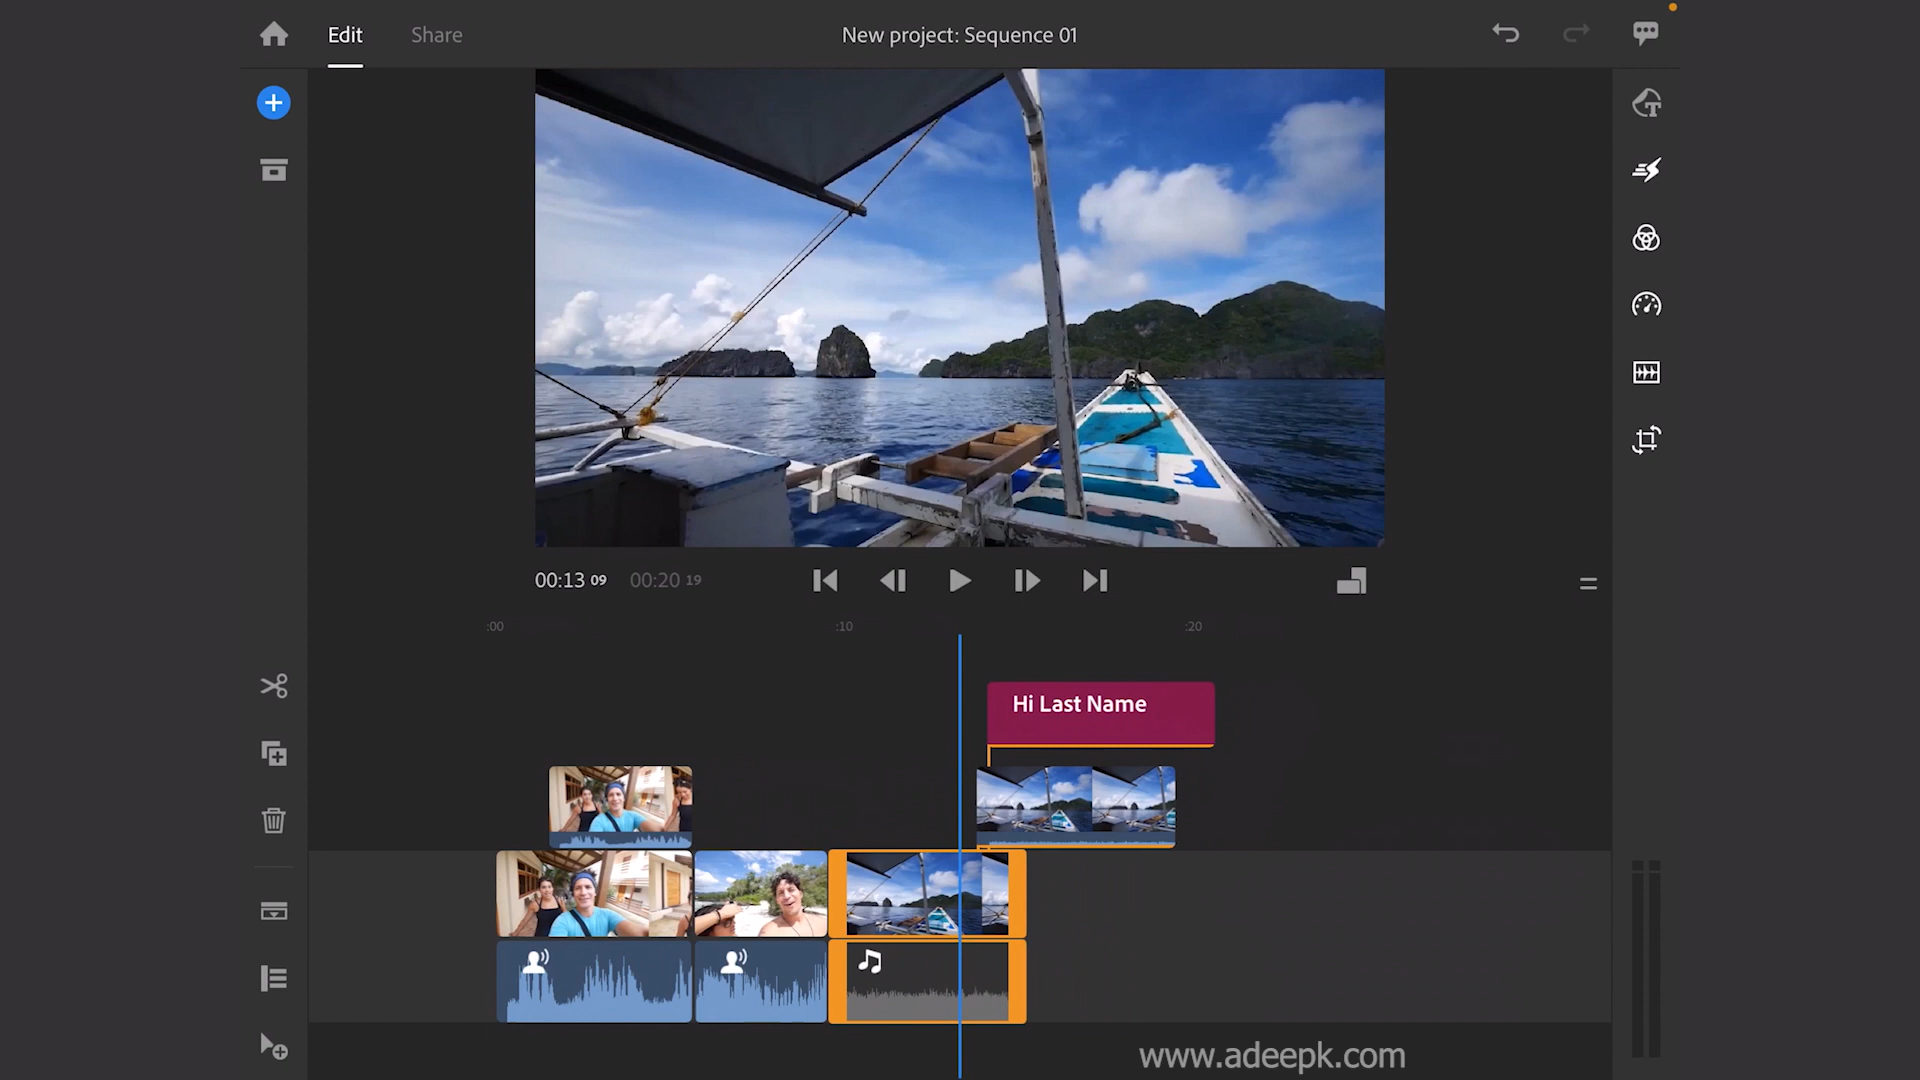 Edit
Share
New project: Sequence 01
00:13 09
00:20 19
:00
:10
:20
Hi Last Name
www.adeepk.com